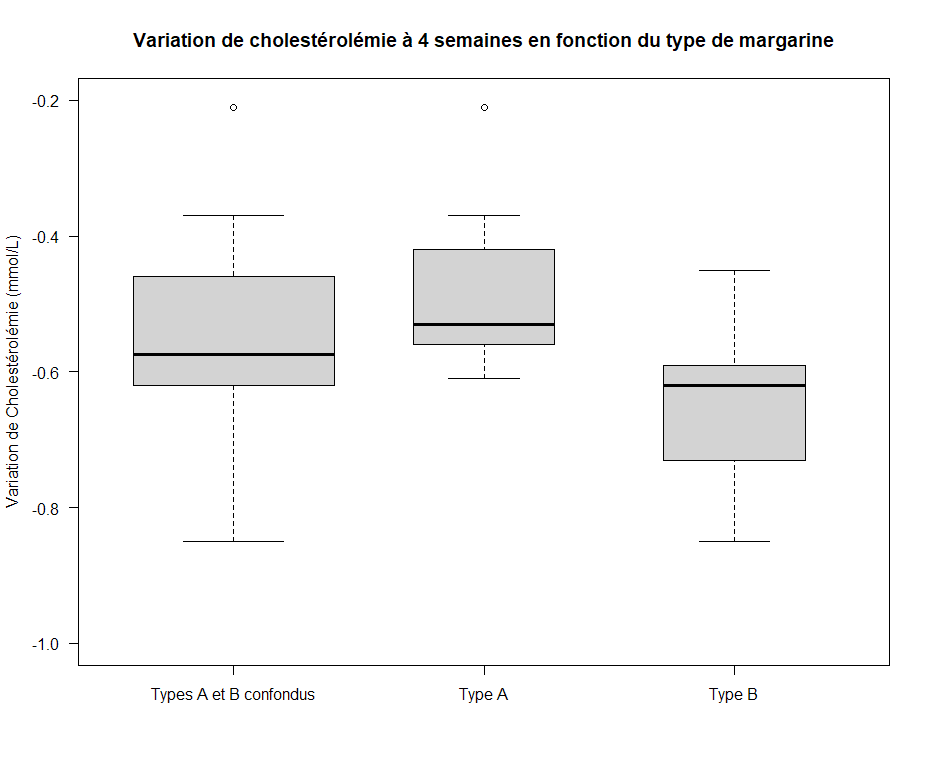 Variation de cholestérolémie à 4 semaines en fonction du type de margarine
Variation de Cholestérolémie (mmol/L)
-0.2
-0.4
-0.6
-0.8
-1.0
Types A et B confondus
Type A
Type B